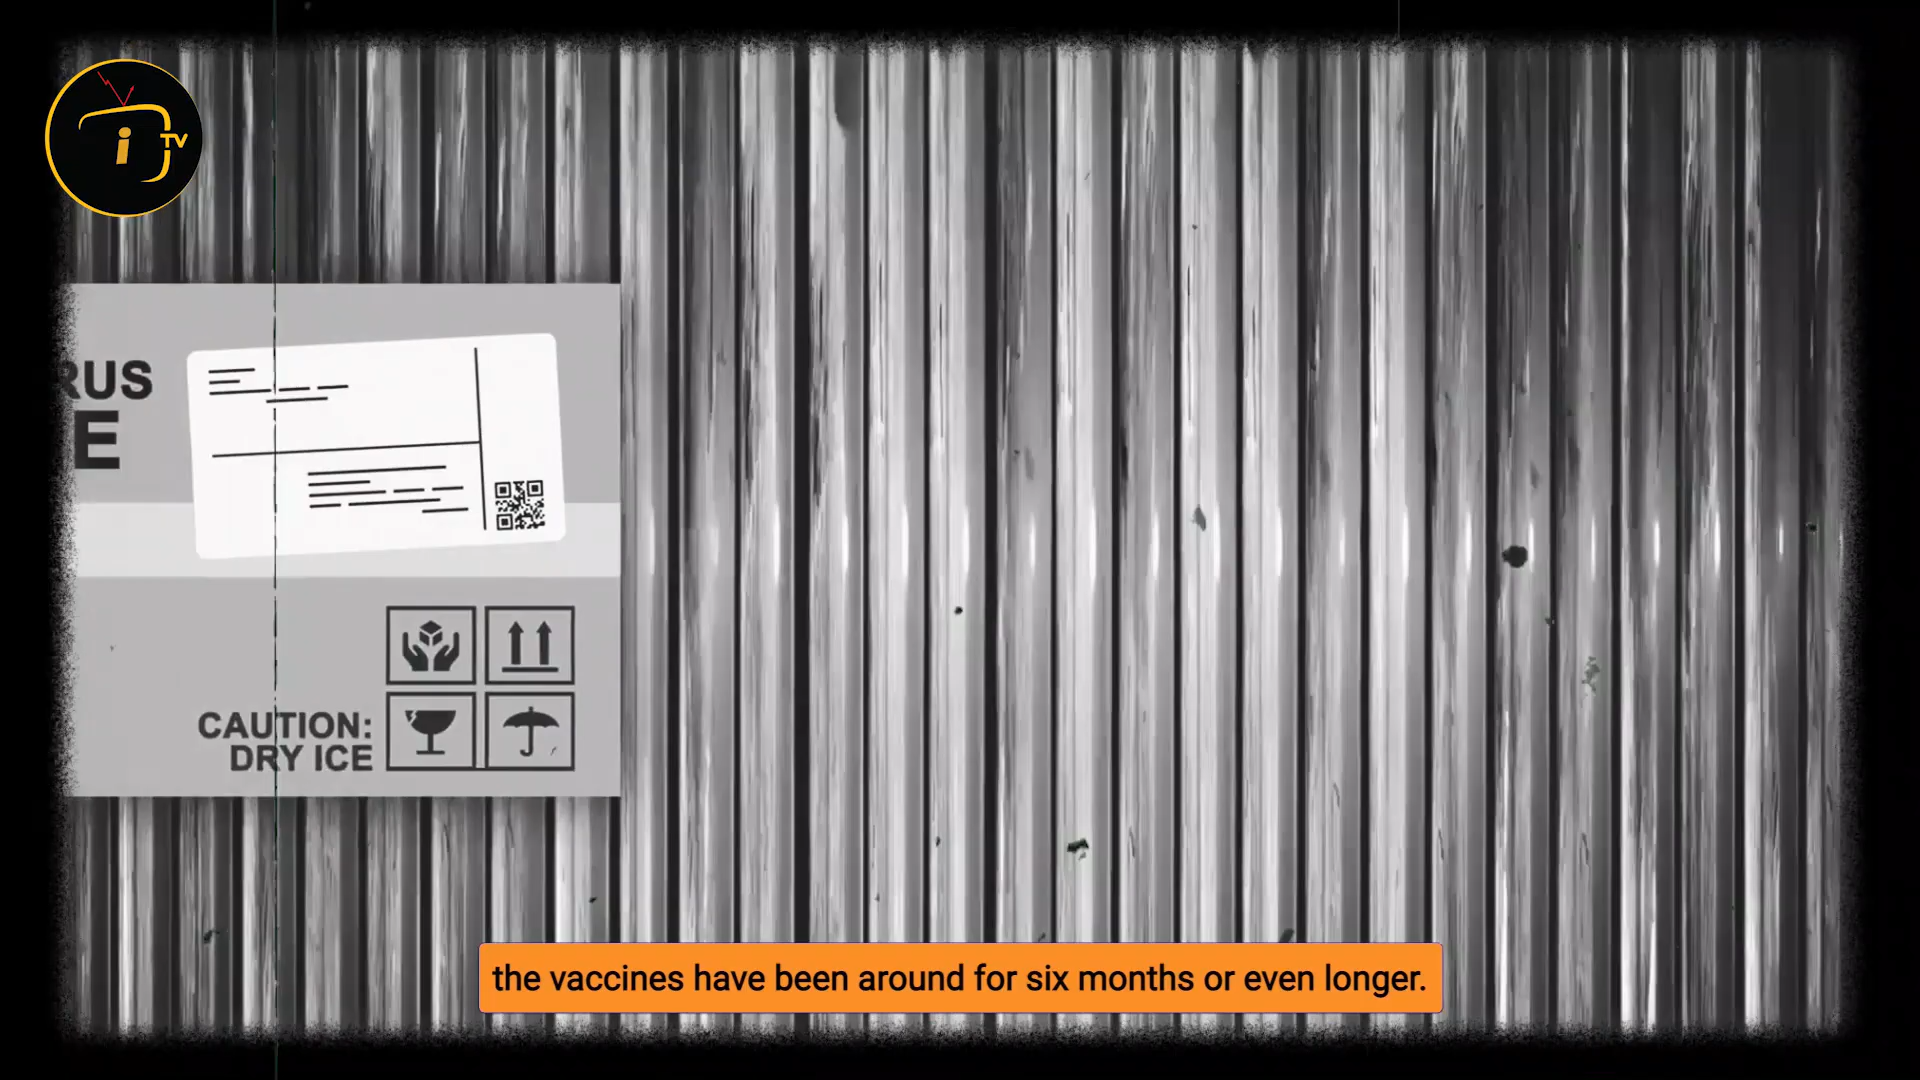 i
TV
RUS
E
CAUTION:
DRY ICE
the vaccines have been around for six months or even longer.